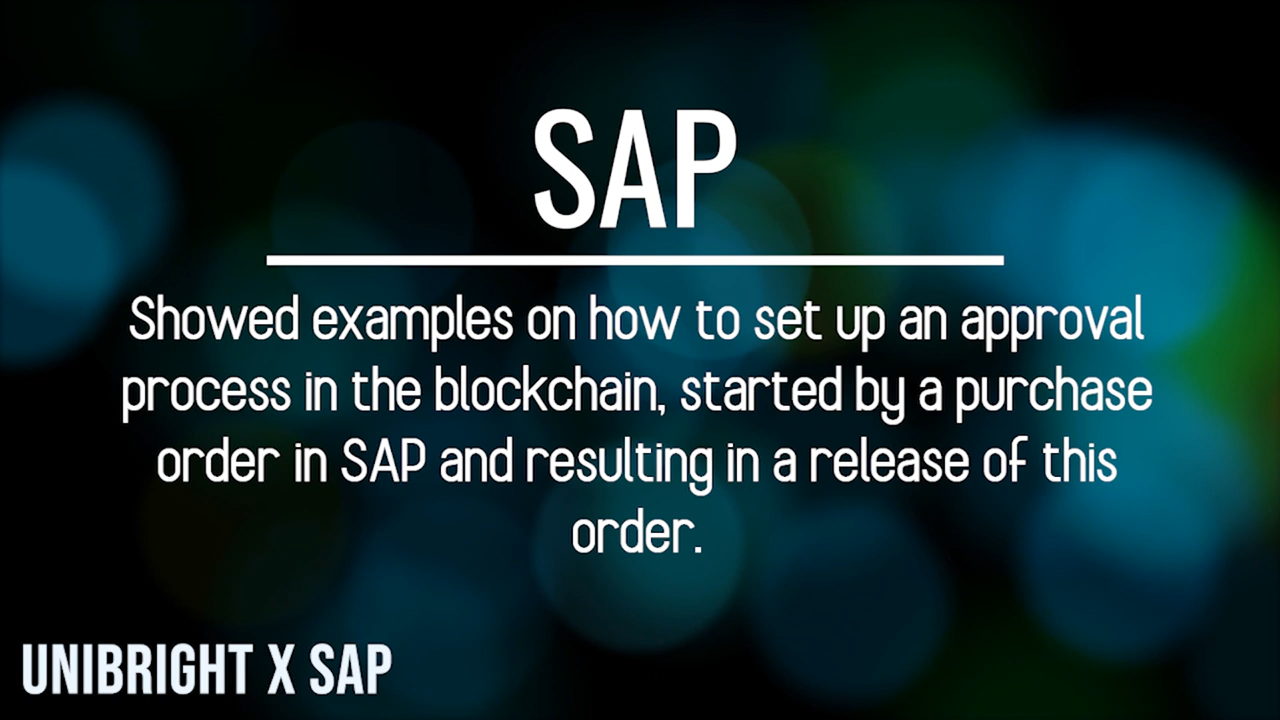 SAP
Showed examples on how to set up an approval
process in the blockchain, started by a purchase
order in SAP and resulting in a release of this
order.
UNIBRIGHT X SAP